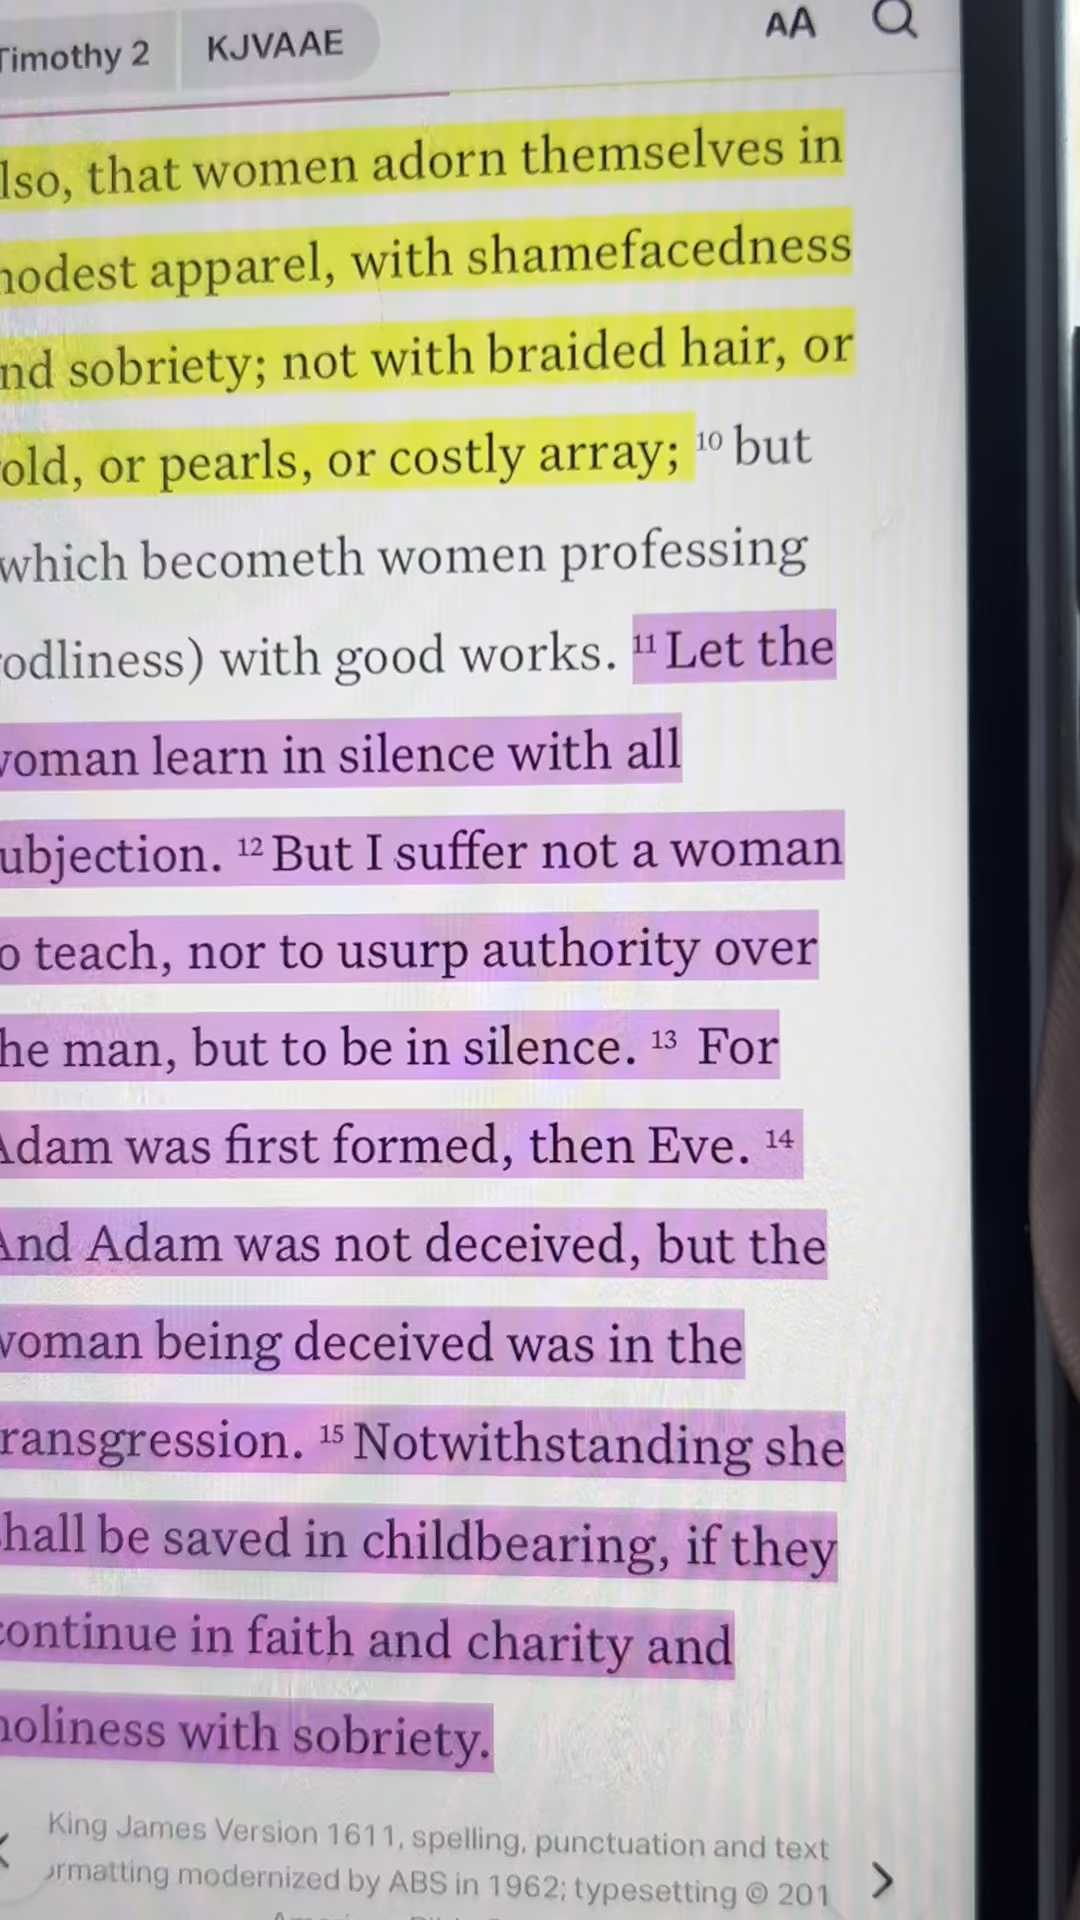 Timothy 2 KJVAAE AA
lso, that women adorn themselves in
odest apparel, with shamefacedness
nd sobriety; not with braided hair, or
old, or pearls, or costly array; 10 but
which becometh women professing
odliness) with good works. 11 Let the
woman learn in silence with all
ubjection. 12 But I suffer not a woman
o teach, nor to usurp authority over
he man, but to be in silence. 13 For
Adam was first formed, then Eve. 14
And Adam was not deceived, but the
woman being deceived was in the
ransgression. 15 Notwithstanding she
hall be saved in childbearing, if they
continue in faith and charity and
holiness with sobriety.
King James Version 1611, spelling, punctuation and text
ormatting modernized by ABS in 1962; typesetting © 201